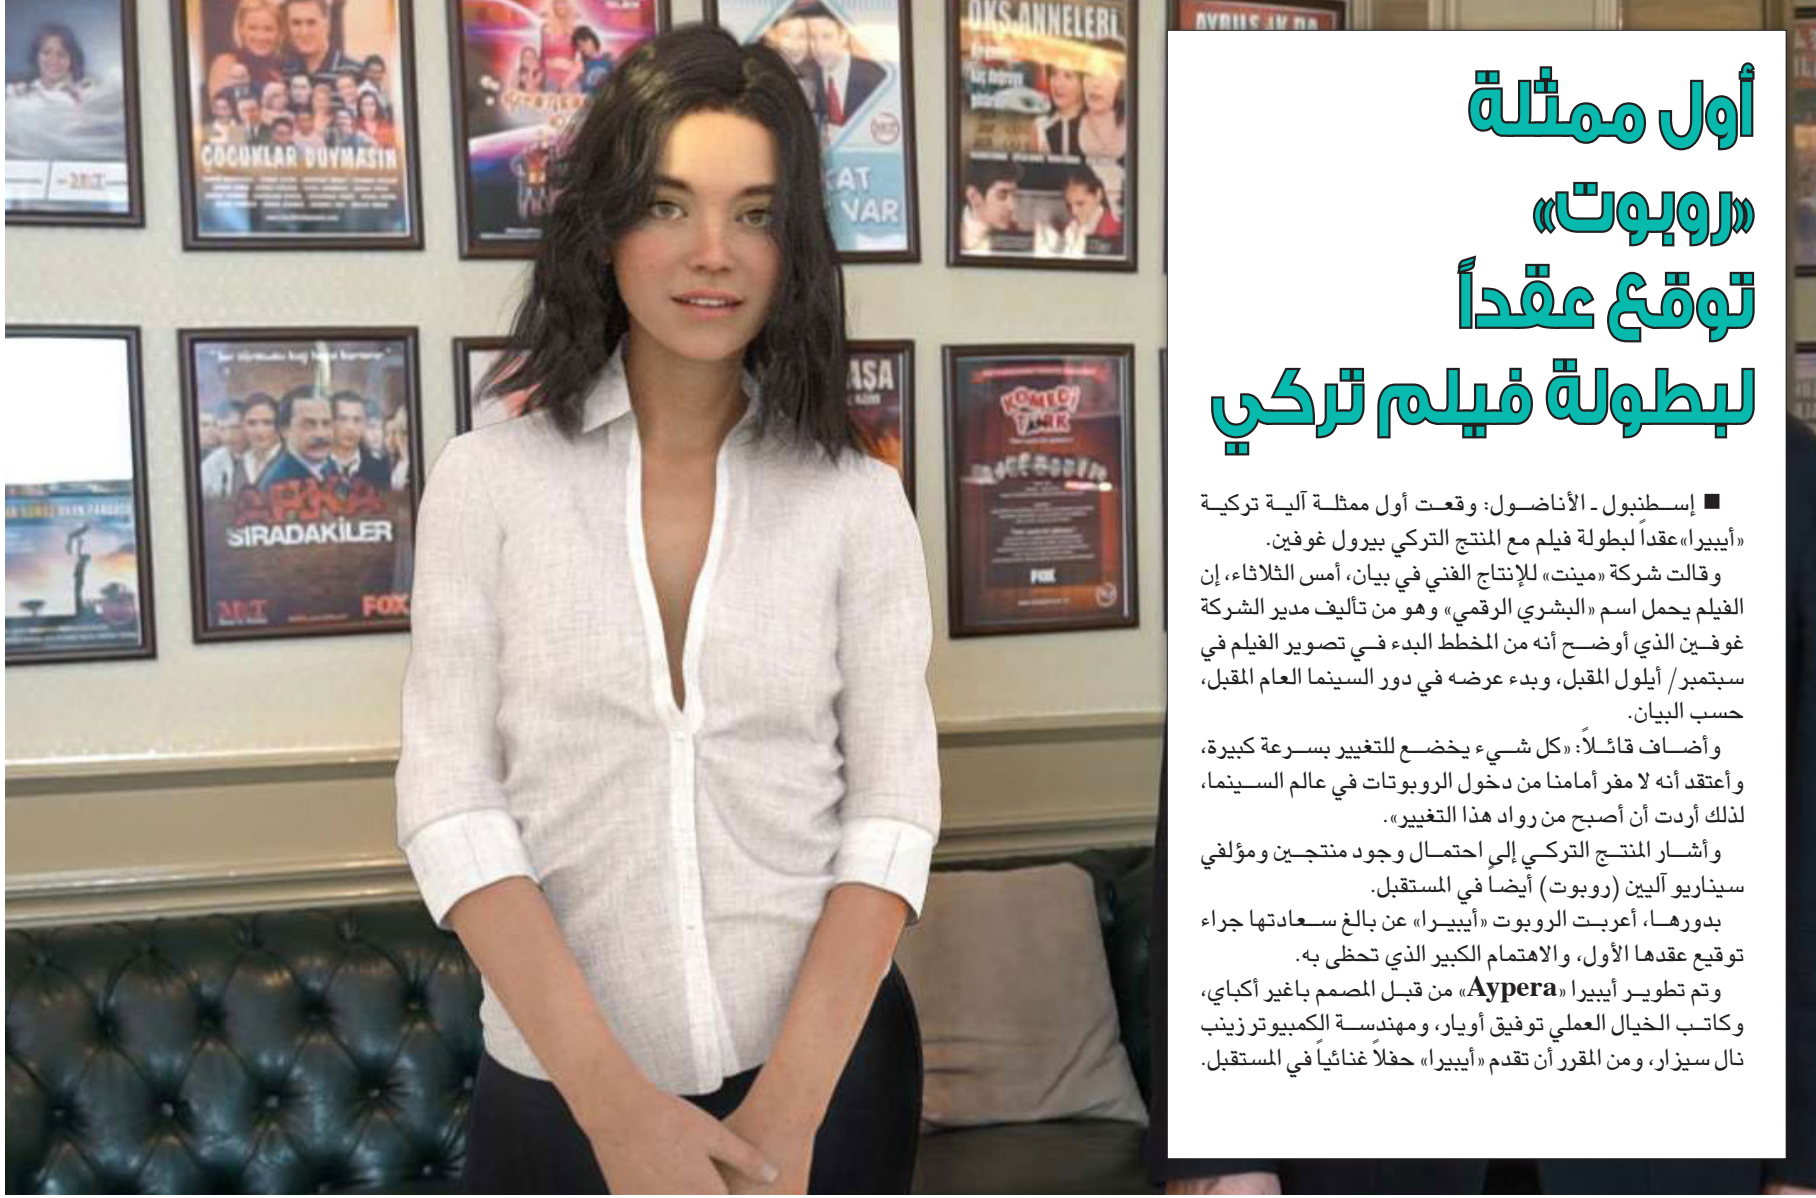 أول ممثلة
«روبوت»
توقع عقداً
لبطولة فيلم تركي
■ إسطنبول ـ الأناضول: وقعت أول ممثلة آلية تركية
«أيبيرا»عقداً لبطولة فيلم مع المنتج التركي بيرول غوفين.
وقالت شركة «مينت» للإنتاج الفني في بيان، أمس الثلاثاء، إن
الفيلم يحمل اسم «البشري الرقمي» وهو من تأليف مدير الشركة
غوفين الذي أوضح أنه من المخطط البدء في تصوير الفيلم في
سبتمبر/ أيلول المقبل، وبدء عرضه في دور السينما العام المقبل،
حسب البيان.
وأضاف قائلاً: «كل شيء يخضع للتغيير بسرعة كبيرة،
وأعتقد أنه لا مفر أمامنا من دخول الروبوتات في عالم السينما،
لذلك أردت أن أصبح من رواد هذا التغيير».
وأشار المنتج التركي إلى احتمال وجود منتجين ومؤلفي
سيناريو آليين (روبوت) أيضاً في المستقبل.
بدورها، أعربت الروبوت «أيبيرا» عن بالغ سعادتها جراء
توقيع عقدها الأول، والاهتمام الكبير الذي تحظى به.
وتم تطوير أيبيرا «Aypera» من قبل المصمم باغير أكباي،
وكاتب الخيال العملي توفيق أويار، ومهندسة الكمبيوتر زينب
نال سيزار، ومن المقرر أن تقدم «أيبيرا» حفلاً غنائياً في المستقبل.
ÇOCUKLAR DUYMASIN
OKS ANNELERİ
KAT
VAR
SIRADAKİLER
MİNT
FOX
KOMEDİ
TÜRK
FOX